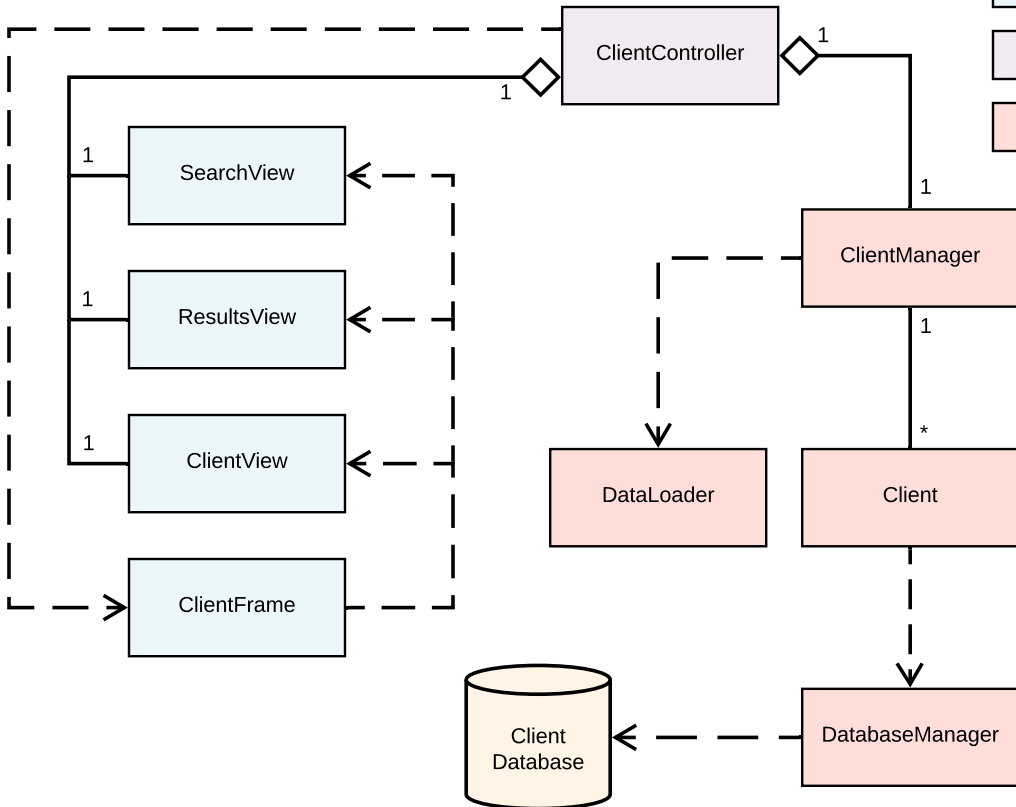 ClientController
1
1
1
SearchView
1
ClientManager
1
ResultsView
1
1
ClientView
*
DataLoader
Client
ClientFrame
Client
Database
DatabaseManager